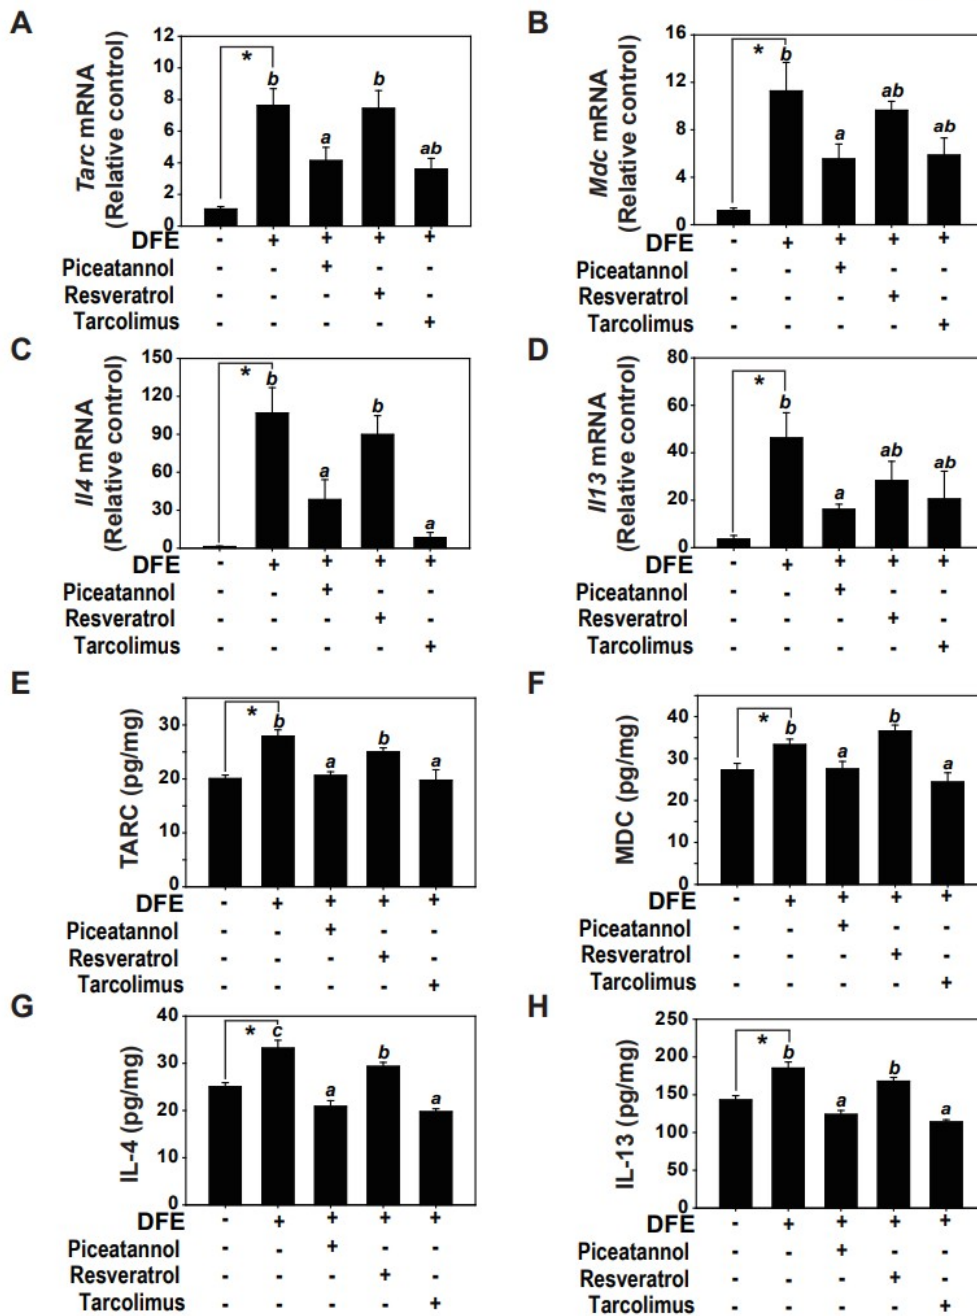 A
Tarc mRNA
(Relative control)
12
10
8
6
4
2
0
*
b
a
b
ab
DFE - + + + +
Piceatannol - - + - -
Resveratrol - - - + -
Tarcolimus - - - - +
B
Mdc mRNA
(Relative control)
16
12
8
4
0
*
b
a
ab
ab
DFE - + + + +
Piceatannol - - + - -
Resveratrol - - - + -
Tarcolimus - - - - +
C
Il4 mRNA
(Relative control)
150
120
90
60
30
0
*
b
a
b
a
DFE - + + + +
Piceatannol - - + - -
Resveratrol - - - + -
Tarcolimus - - - - +
D
Il13 mRNA
(Relative control)
80
60
40
20
0
*
b
a
ab
ab
DFE - + + + +
Piceatannol - - + - -
Resveratrol - - - + -
Tarcolimus - - - - +
E
TARC (pg/mg)
30
20
10
0
*
b
a
b
a
DFE - + + + +
Piceatannol - - + - -
Resveratrol - - - + -
Tarcolimus - - - - +
F
MDC (pg/mg)
40
30
20
10
0
*
b
a
b
a
DFE - + + + +
Piceatannol - - + - -
Resveratrol - - - + -
Tarcolimus - - - - +
G
IL-4 (pg/mg)
40
30
20
10
0
*
c
a
b
a
DFE - + + + +
Piceatannol - - + - -
Resveratrol - - - + -
Tarcolimus - - - - +
H
IL-13 (pg/mg)
250
200
150
100
50
0
*
b
a
b
a
DFE - + + + +
Piceatannol - - + - -
Resveratrol - - - + -
Tarcolimus - - - - +